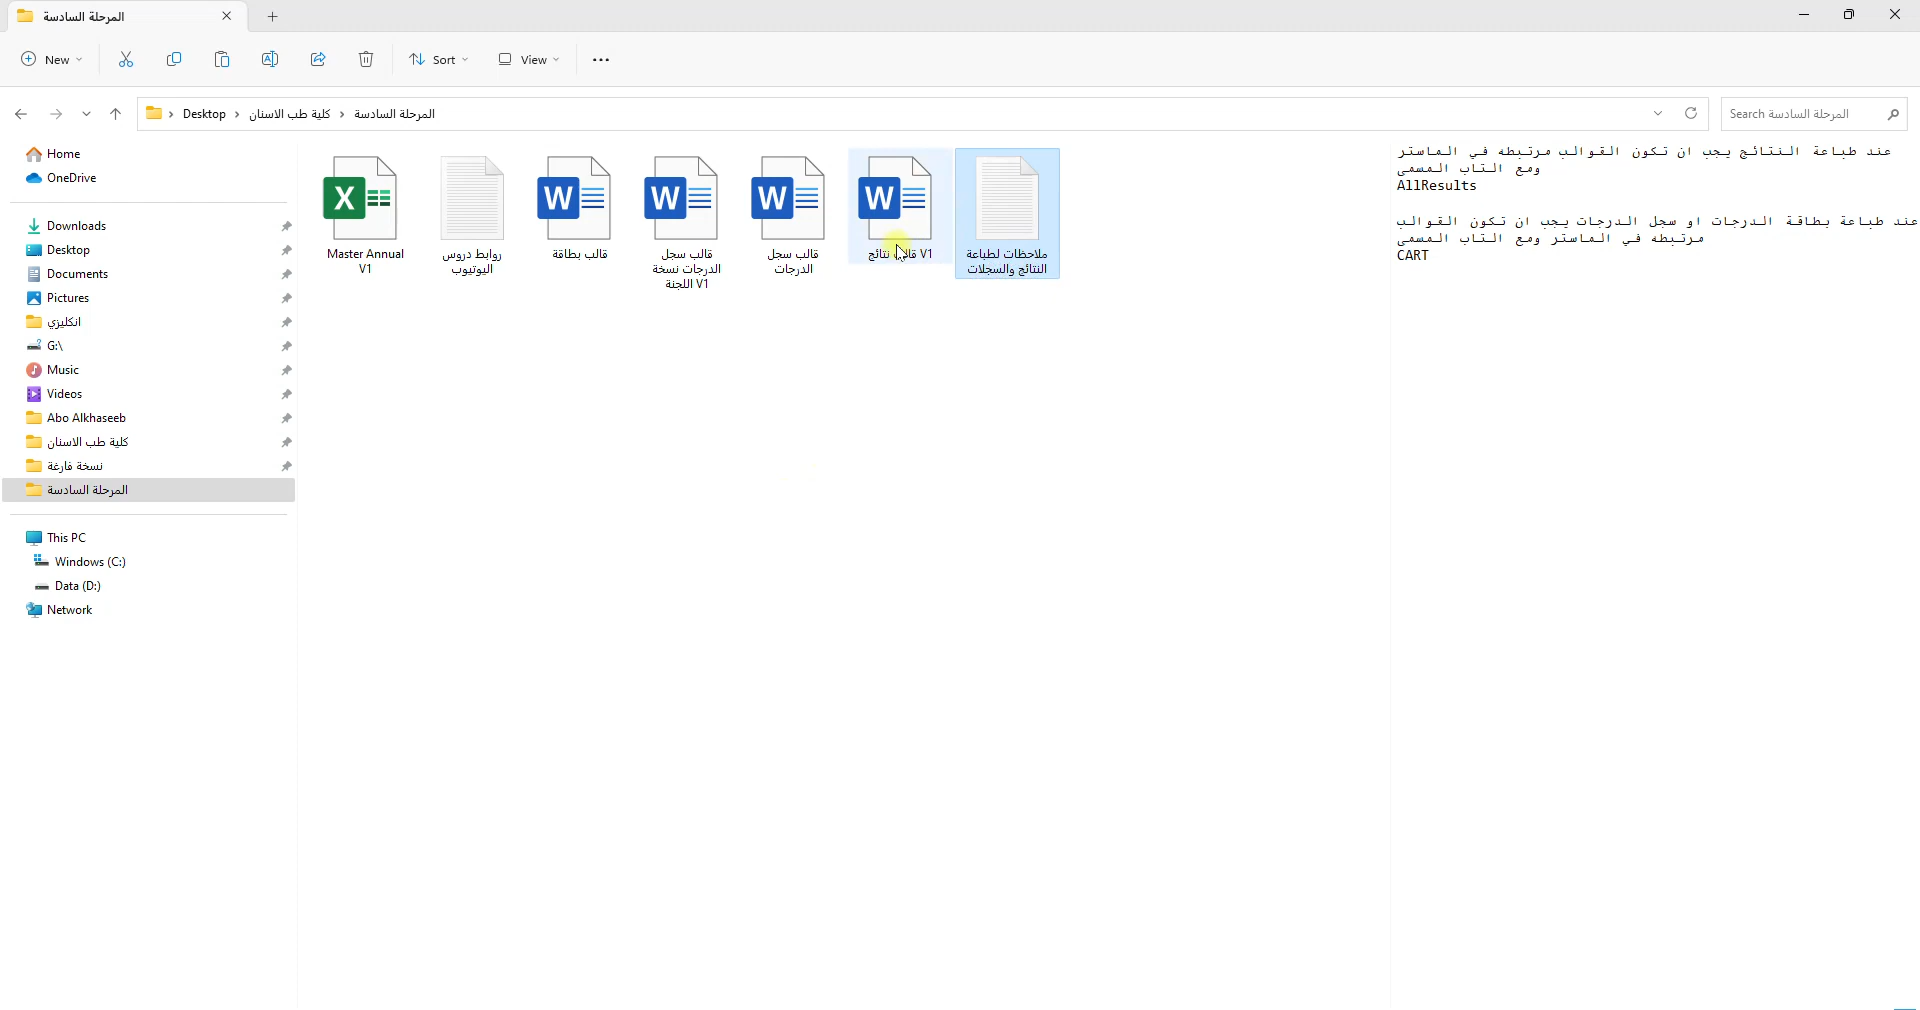 المرحلة السادسة
New
Sort
View
Desktop
كلية طب الاسنان
المرحلة السادسة
Search المرحلة السادسة
Home
OneDrive
Downloads
Desktop
Documents
Pictures
انكليزي
G:\
Music
Videos
Abo Alkhaseeb
كلية طب الاسنان
نسخة فارغة
المرحلة السادسة
This PC
Windows (C:)
Data (D:)
Network
Master Annual
V1
روابط دروس
اليوتيوب
قالب بطاقة
قالب سجل
الدرجات نسخة
اللجنة V1
قالب سجل
الدرجات
قالب نتائج V1
ملاحظات لطباعة
النتائج والسجلات
عند طباعة النتائج يجب ان تكون القوالب مرتبطه في الماستر
ومع التاب المسمى
AllResults
عند طباعة بطاقة الدرجات او سجل الدرجات يجب ان تكون القوالب
مرتبطه في الماستر ومع التاب المسمى
CART